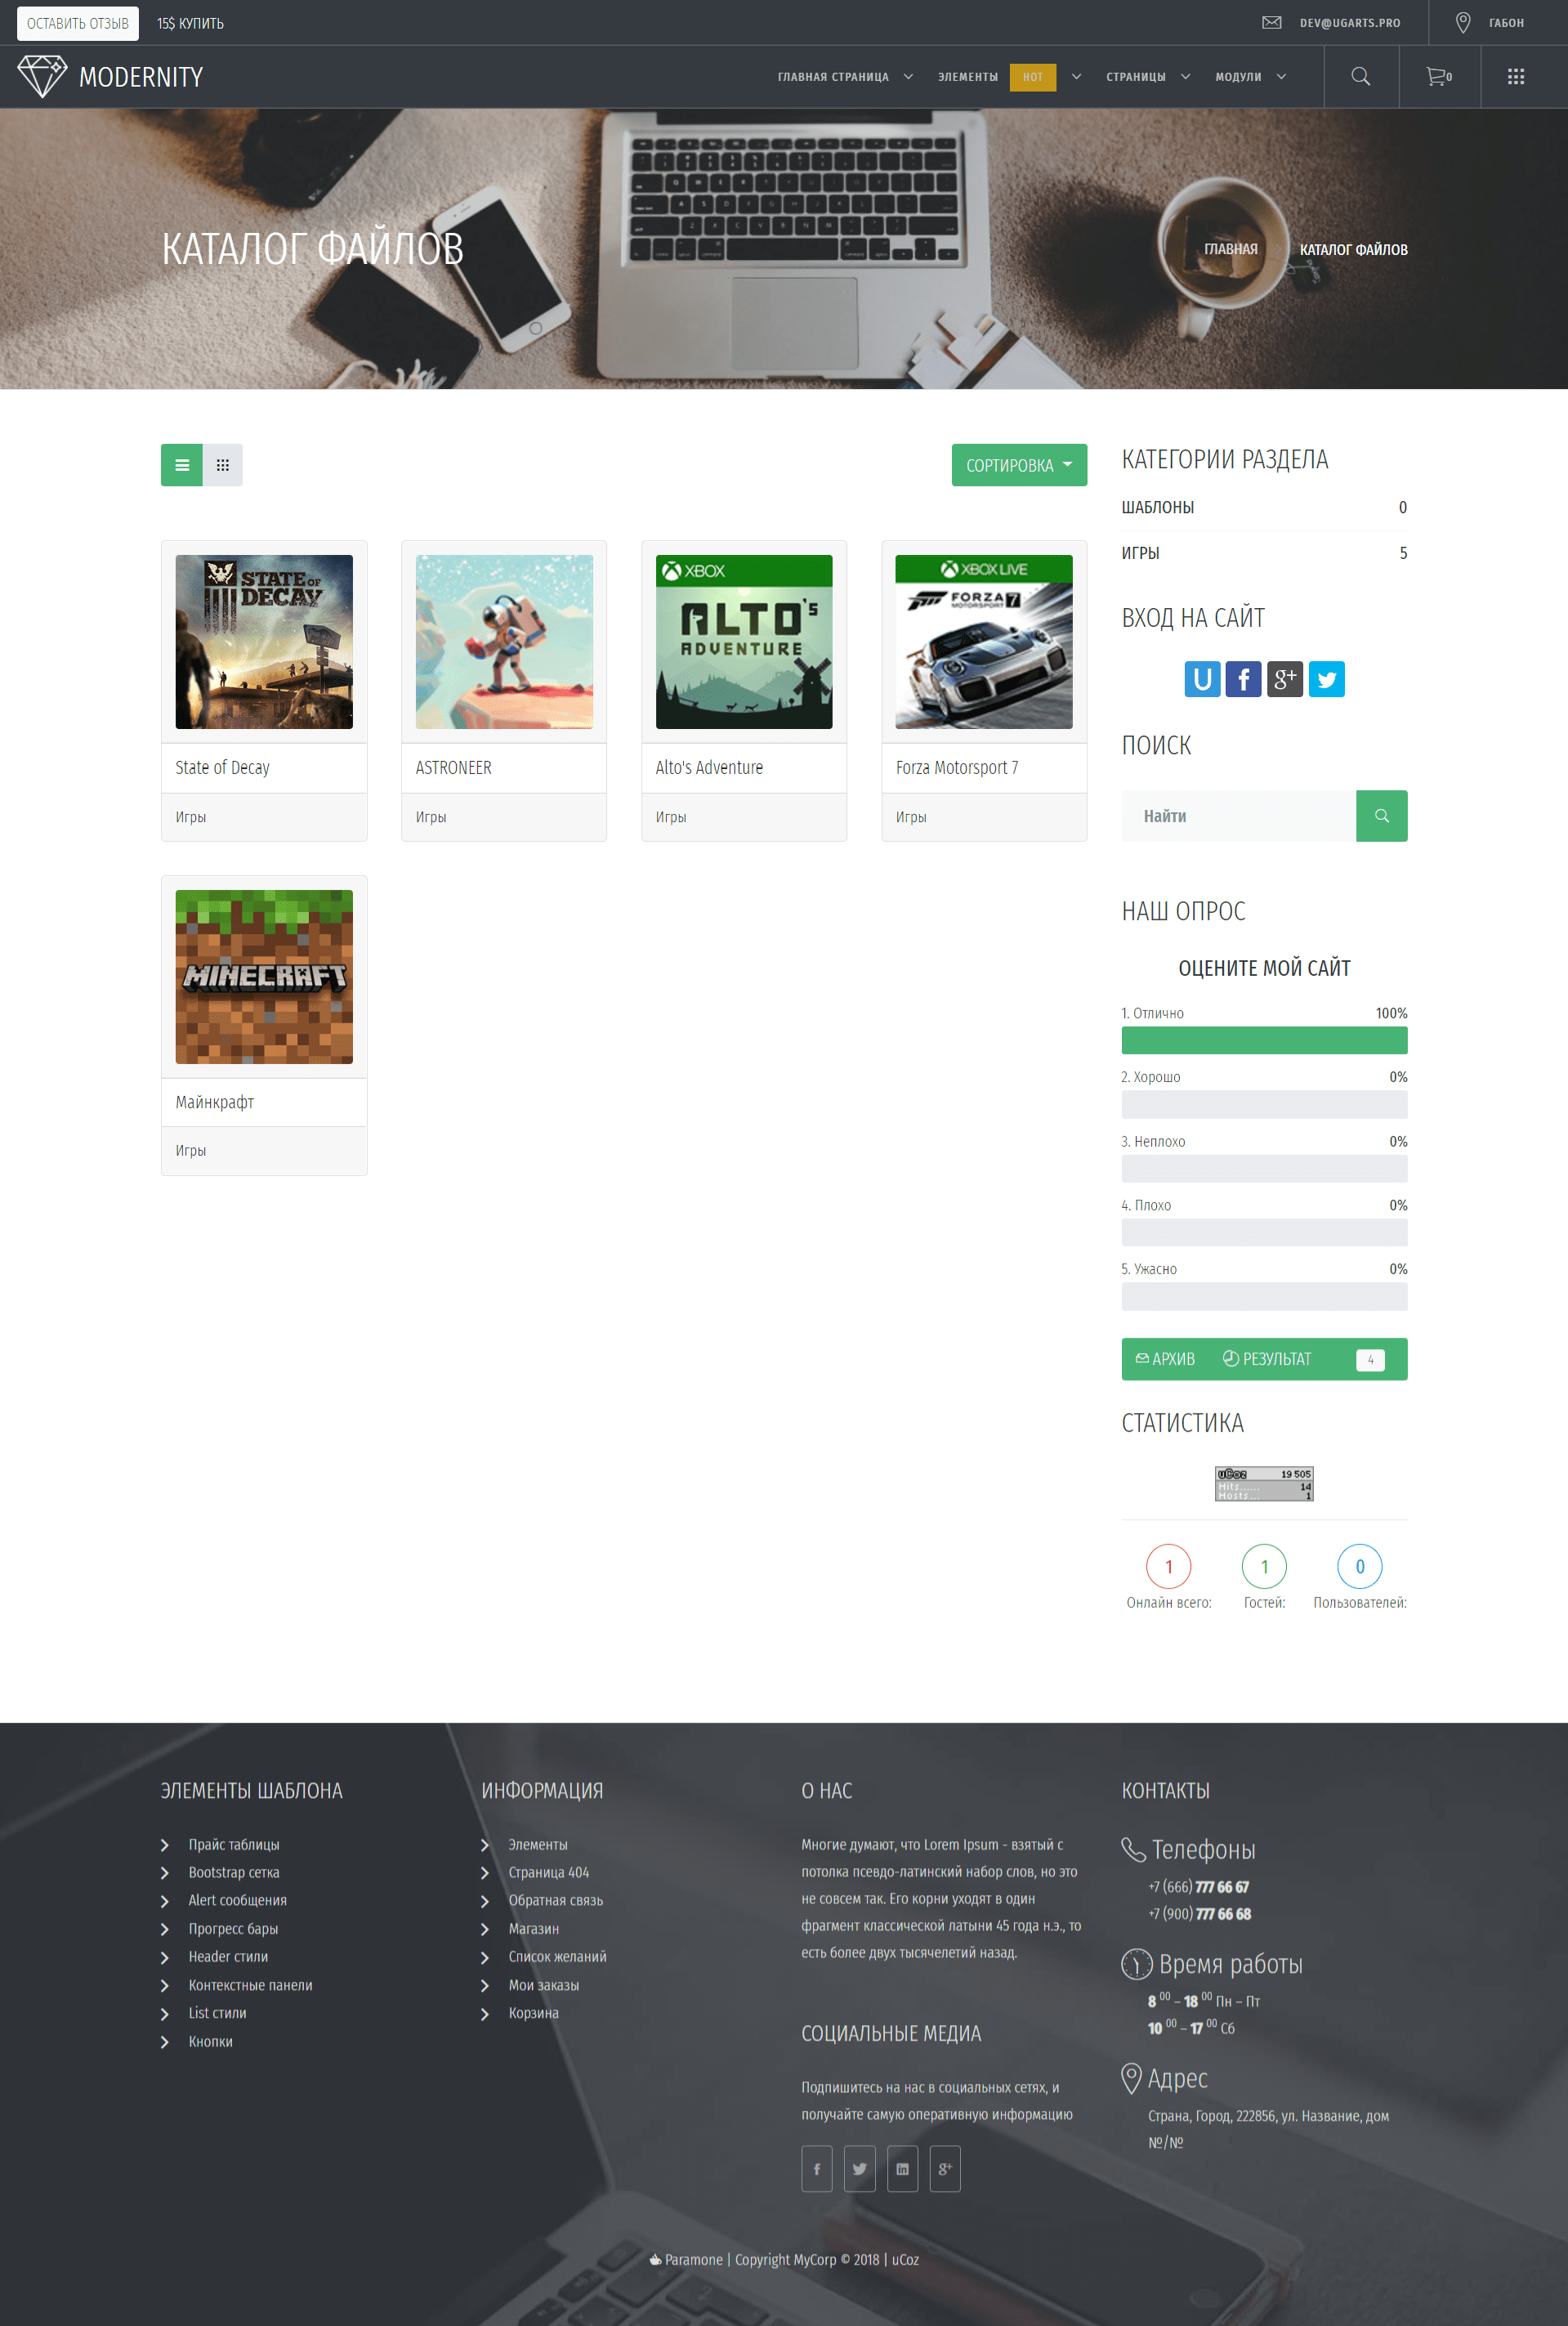 ОСТАВИТЬ ОТЗЫВ 15$ КУПИТЬ DEV@UGARTS.PRO ГАБОН
MODERNITY ГЛАВНАЯ СТРАНИЦА ЭЛЕМЕНТЫ HOT СТРАНИЦЫ МОДУЛИ 0
КАТАЛОГ ФАЙЛОВ ГЛАВНАЯ КАТАЛОГ ФАЙЛОВ
СОРТИРОВКА
STATE OF DECAY
XBOX
ALTO'S ADVENTURE
XBOX LIVE
FORZA MOTORSPORT 7
State of Decay ASTRONEER Alto's Adventure Forza Motorsport 7
Игры Игры Игры Игры
MINECRAFT
Майнкрафт
Игры
КАТЕГОРИИ РАЗДЕЛА
ШАБЛОНЫ 0
ИГРЫ 5
ВХОД НА САЙТ
U f g+
ПОИСК
Найти
НАШ ОПРОС
ОЦЕНИТЕ МОЙ САЙТ
1. Отлично 100%
2. Хорошо 0%
3. Неплохо 0%
4. Плохо 0%
5. Ужасно 0%
АРХИВ РЕЗУЛЬТАТ 4
СТАТИСТИКА
uCoz 19 505
Hits...... 14
Hosts... 1
1 1 0
Онлайн всего: Гостей: Пользователей:
ЭЛЕМЕНТЫ ШАБЛОНА
Прайс таблицы
Bootstrap сетка
Alert сообщения
Прогресс бары
Header стили
Контекстные панели
List стили
Кнопки
ИНФОРМАЦИЯ
Элементы
Страница 404
Обратная связь
Магазин
Список желаний
Мои заказы
Корзина
О НАС
Многие думают, что Lorem Ipsum - взятый с
потолка псевдо-латинский набор слов, но это
не совсем так. Его корни уходят в один
фрагмент классической латыни 45 года н.э., то
есть более двух тысячелетий назад.
СОЦИАЛЬНЫЕ МЕДИА
Подпишитесь на нас в социальных сетях, и
получайте самую оперативную информацию
f in g+
КОНТАКТЫ
Телефоны
+7 (666) 777 66 67
+7 (900) 777 66 68
Время работы
8 00 – 18 00 Пн – Пт
10 00 – 17 00 Сб
Адрес
Страна, Город, 222856, ул. Название, дом
№/№
Paramone | Copyright MyCorp © 2018 | uCoz